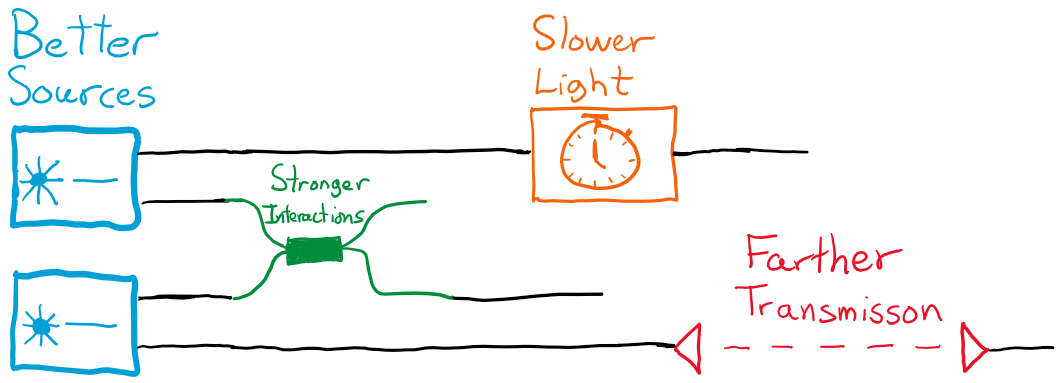 Better
Sources
Slower
Light
Stronger
Interactions
Farther
Transmisson